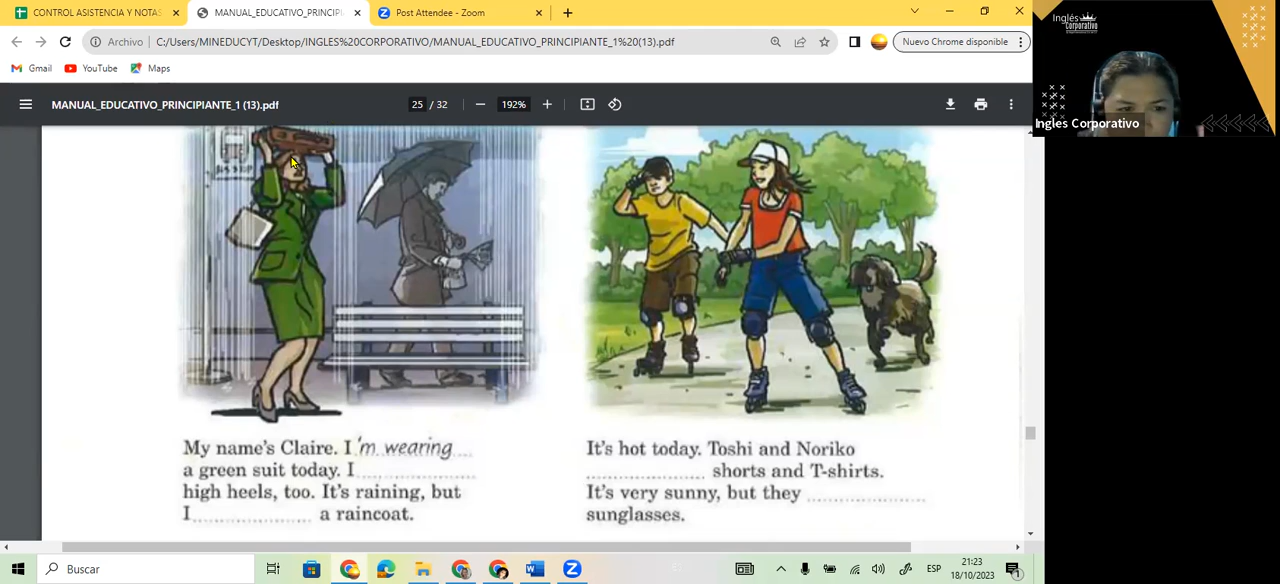 CONTROL ASISTENCIA Y NOTAS
MANUAL_EDUCATIVO_PRINCIPI
Post Attendee - Zoom
Archivo
C:/Users/MINEDUCYT/Desktop/INGLES%20CORPORATIVO/MANUAL_EDUCATIVO_PRINCIPIANTE_1%20(13).pdf
Nuevo Chrome disponible
Gmail
YouTube
Maps
MANUAL_EDUCATIVO_PRINCIPIANTE_1 (13).pdf
25 / 32
192%
Inglés
Corporativo
Ingles Corporativo
My name's Claire. I 'm wearing
a green suit today. I
high heels, too. It's raining, but
I a raincoat.
It's hot today. Toshi and Noriko
shorts and T-shirts.
It's very sunny, but they
sunglasses.
Buscar
ESP
21:23
18/10/2023